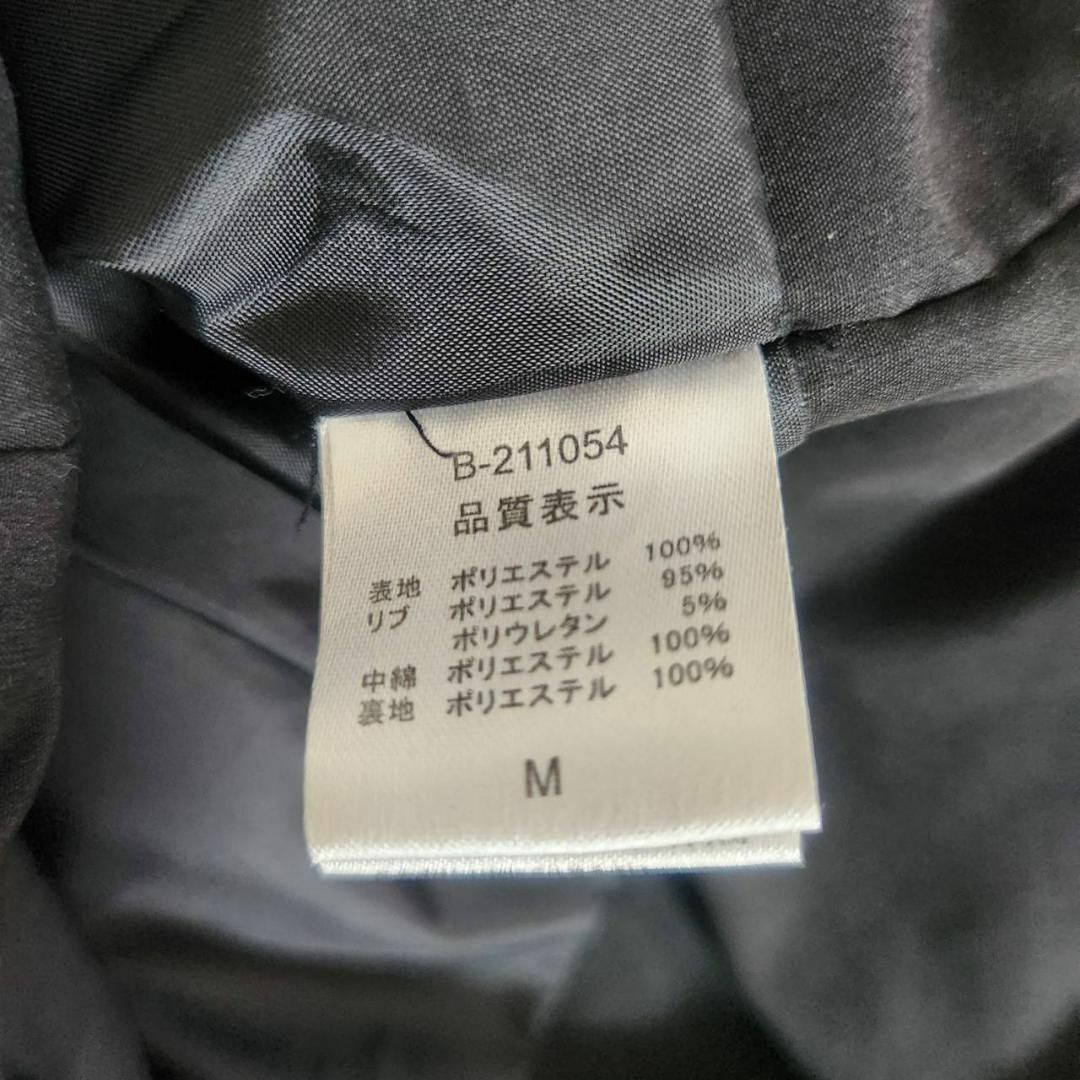 B-211054
品質表示
表地 ポリエステル 100%
リブ ポリエステル 95%
ポリウレタン 5%
中綿 ポリエステル 100%
裏地 ポリエステル 100%
M